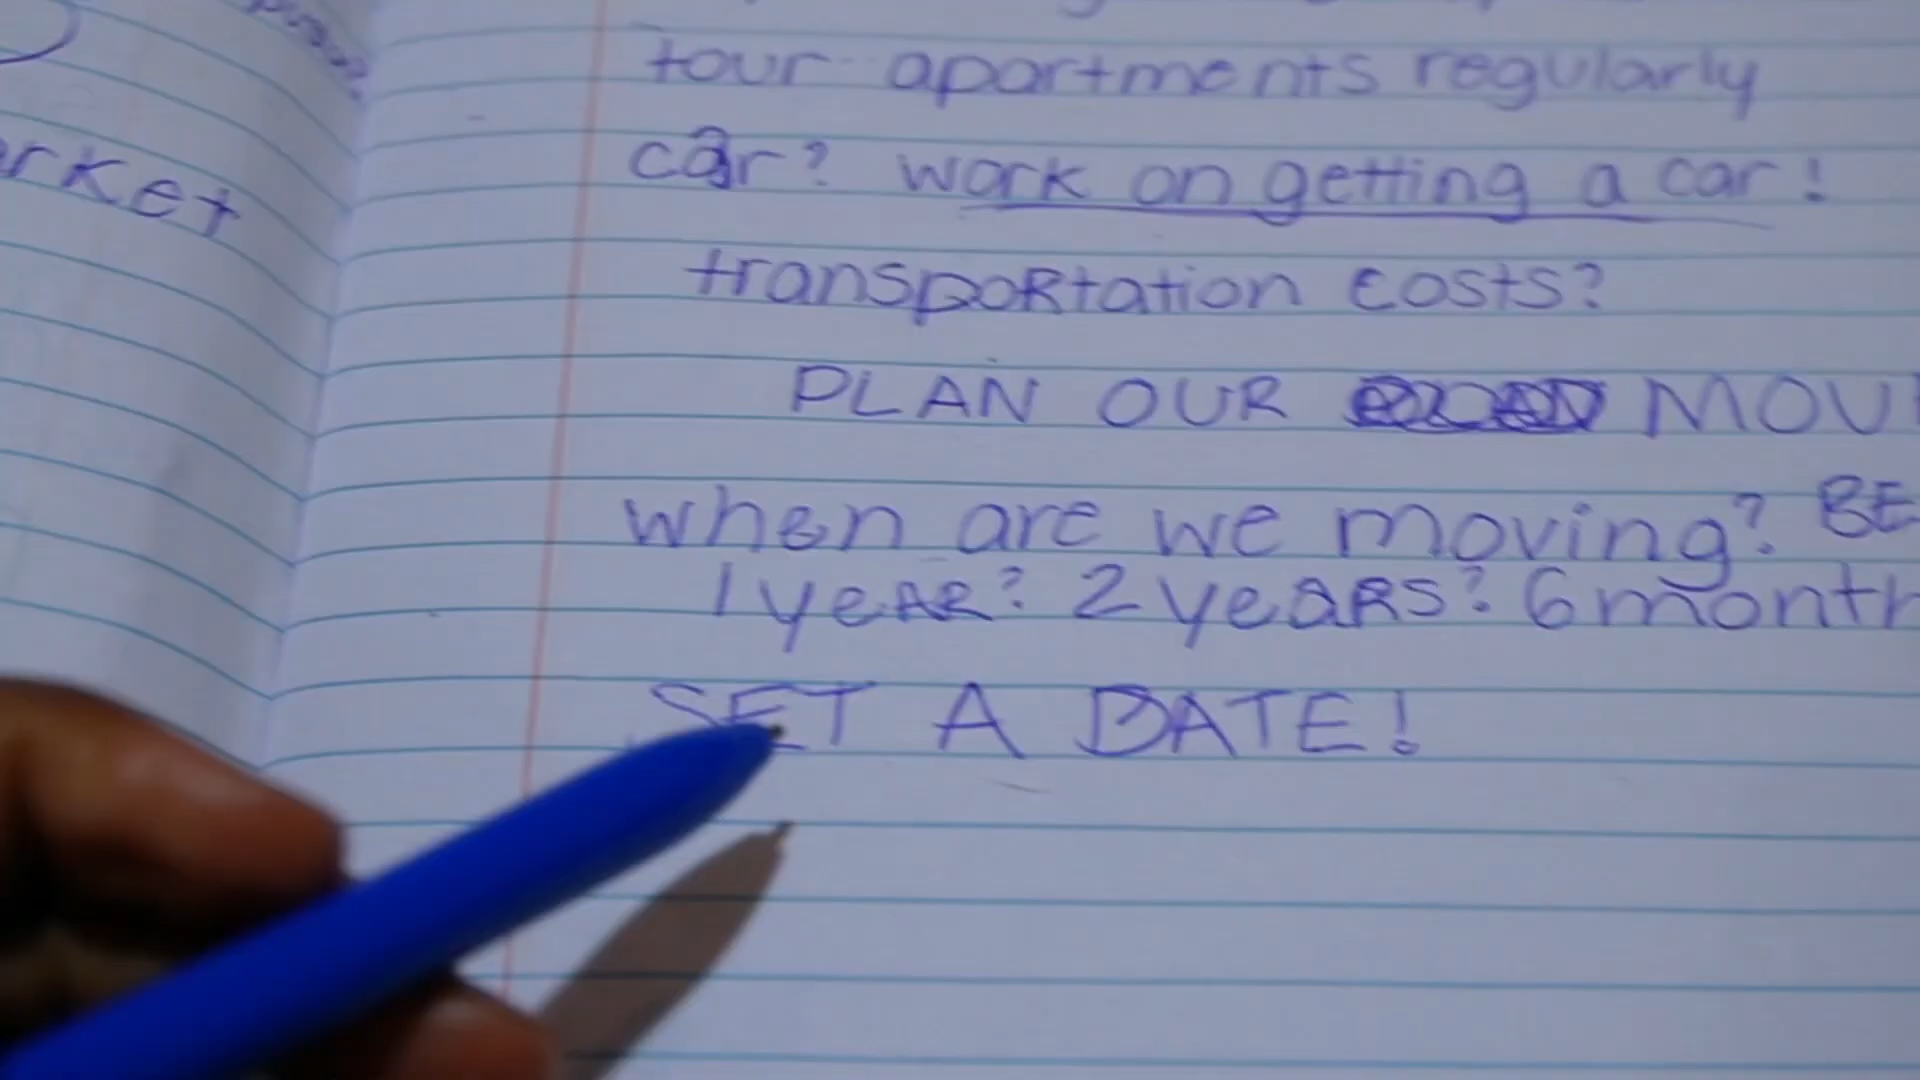 tour apartments regularly
car? work on getting a car!
transportation costs?
PLAN OUR
when are we moving?
1 year? 2 years? 6
SET A DATE!